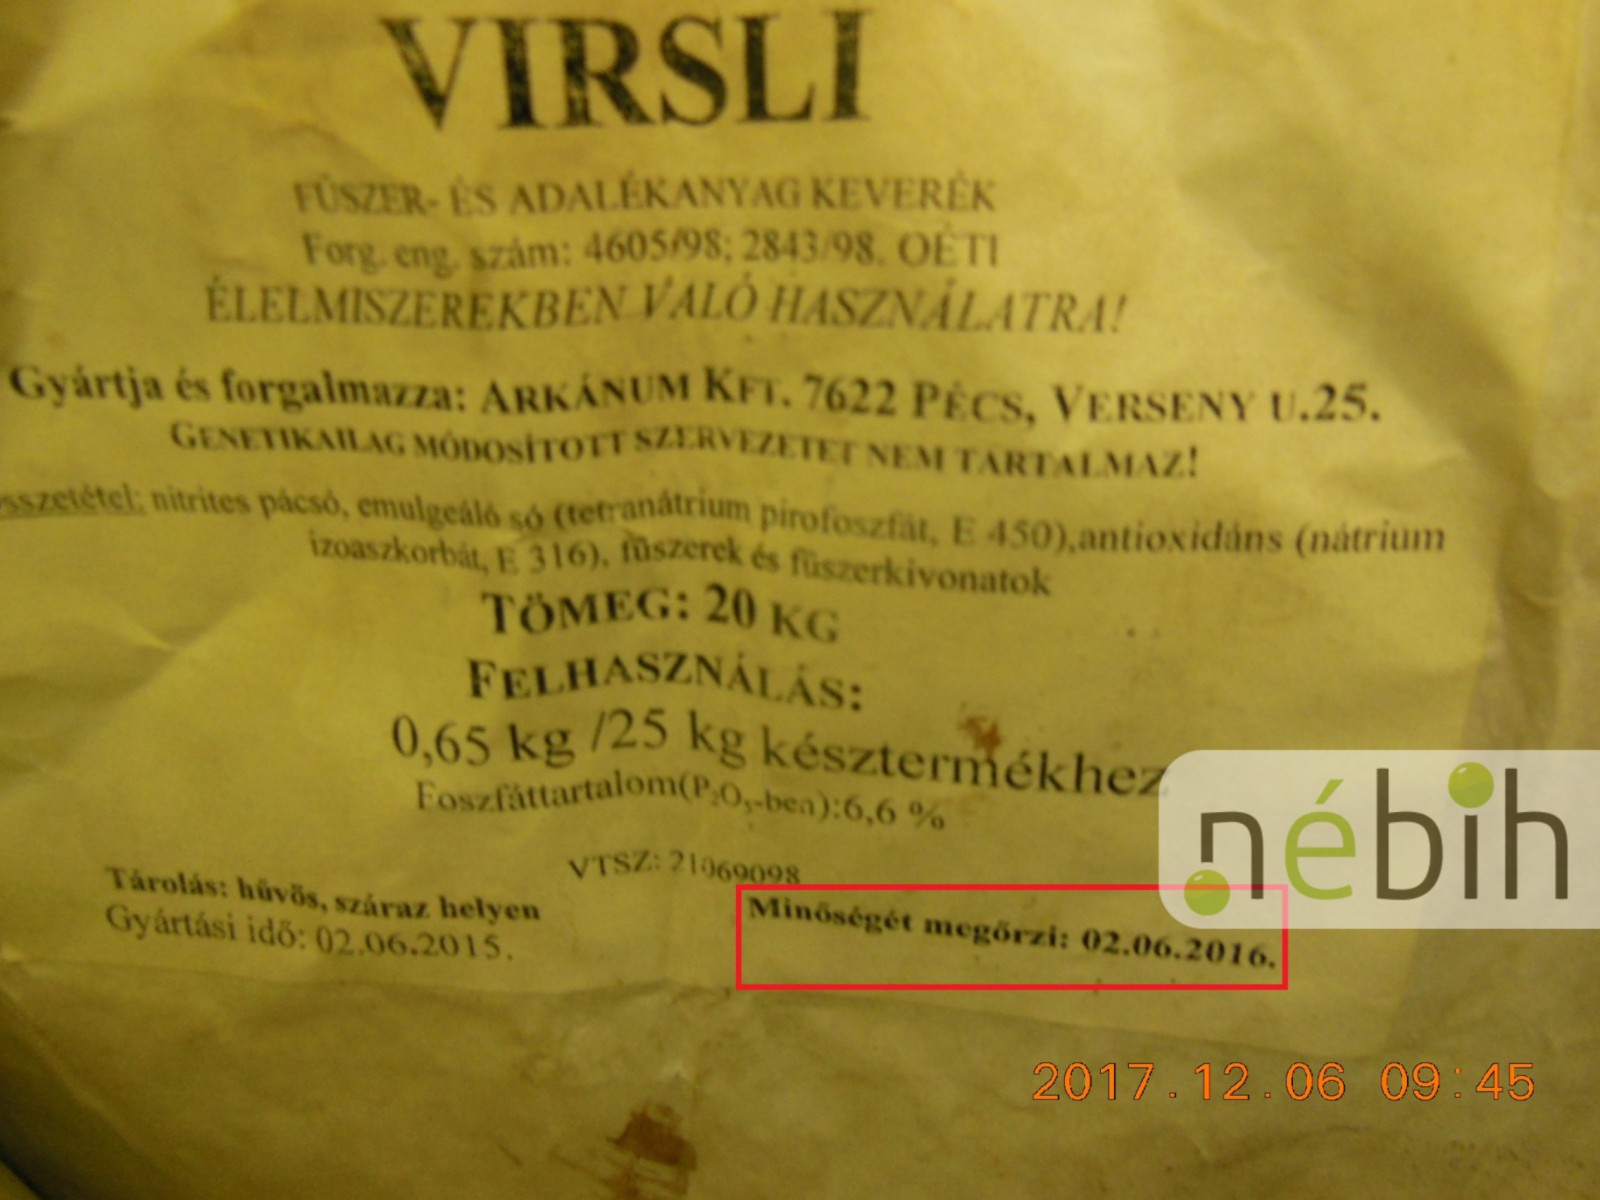 VIRSLI
FŰSZER- ÉS ADALÉKANYAG KEVERÉK
Forg. eng. szám: 4605/98; 2843/98. OÉTI
ÉLELMISZEREKBEN VALÓ HASZNÁLATRA!
Gyártja és forgalmazza: ARKÁNUM KFT. 7622 PÉCS, VERSENY U.25.
GENETIKAILAG MÓDOSÍTOTT SZERVEZETET NEM TARTALMAZ!
sszetétel: nitrites pácsó, emulgeáló só (tetranátrium pirofoszfát, E 450),antioxidáns (nátrium
izoaszkorbát, E 316), fűszerek és fűszerkivonatok
TÖMEG: 20 KG
FELHASZNÁLÁS:
0,65 kg /25 kg késztermékhez
Foszfáttartalom(P₂O₅-ben):6,6 %
VTSZ: 21069098
Tárolás: hűvős, száraz helyen
Gyártási idő: 02.06.2015.
Minőségét megőrzi: 02.06.2016.
nébih
2017.12.06 09:45